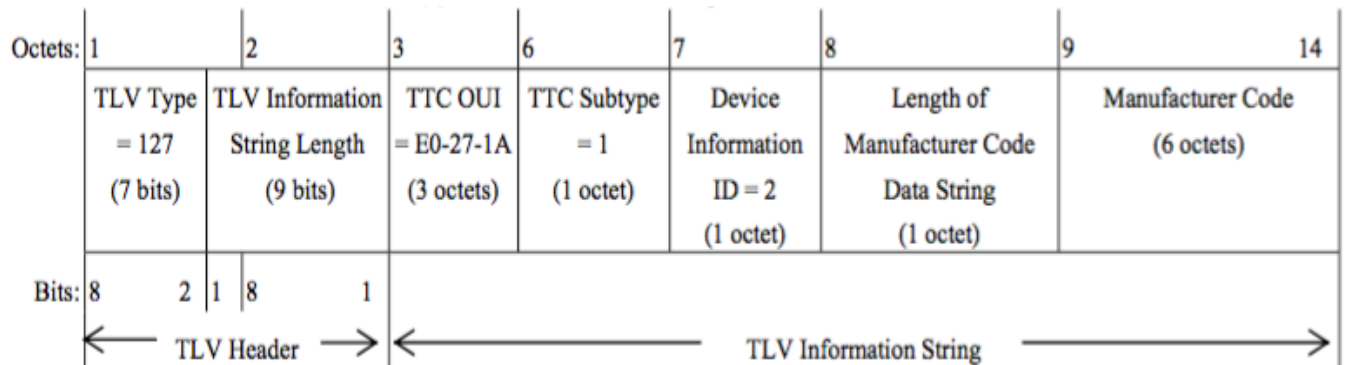 Octets: 1 2 3 6 7 8 9 14
TLV Type TLV Information TTC OUI TTC Subtype Device Length of Manufacturer Code
= 127 String Length = E0-27-1A = 1 Information Manufacturer Code (6 octets)
(7 bits) (9 bits) (3 octets) (1 octet) ID = 2 Data String
(1 octet) (1 octet)
Bits: 8 2 1 8 1
TLV Header TLV Information String